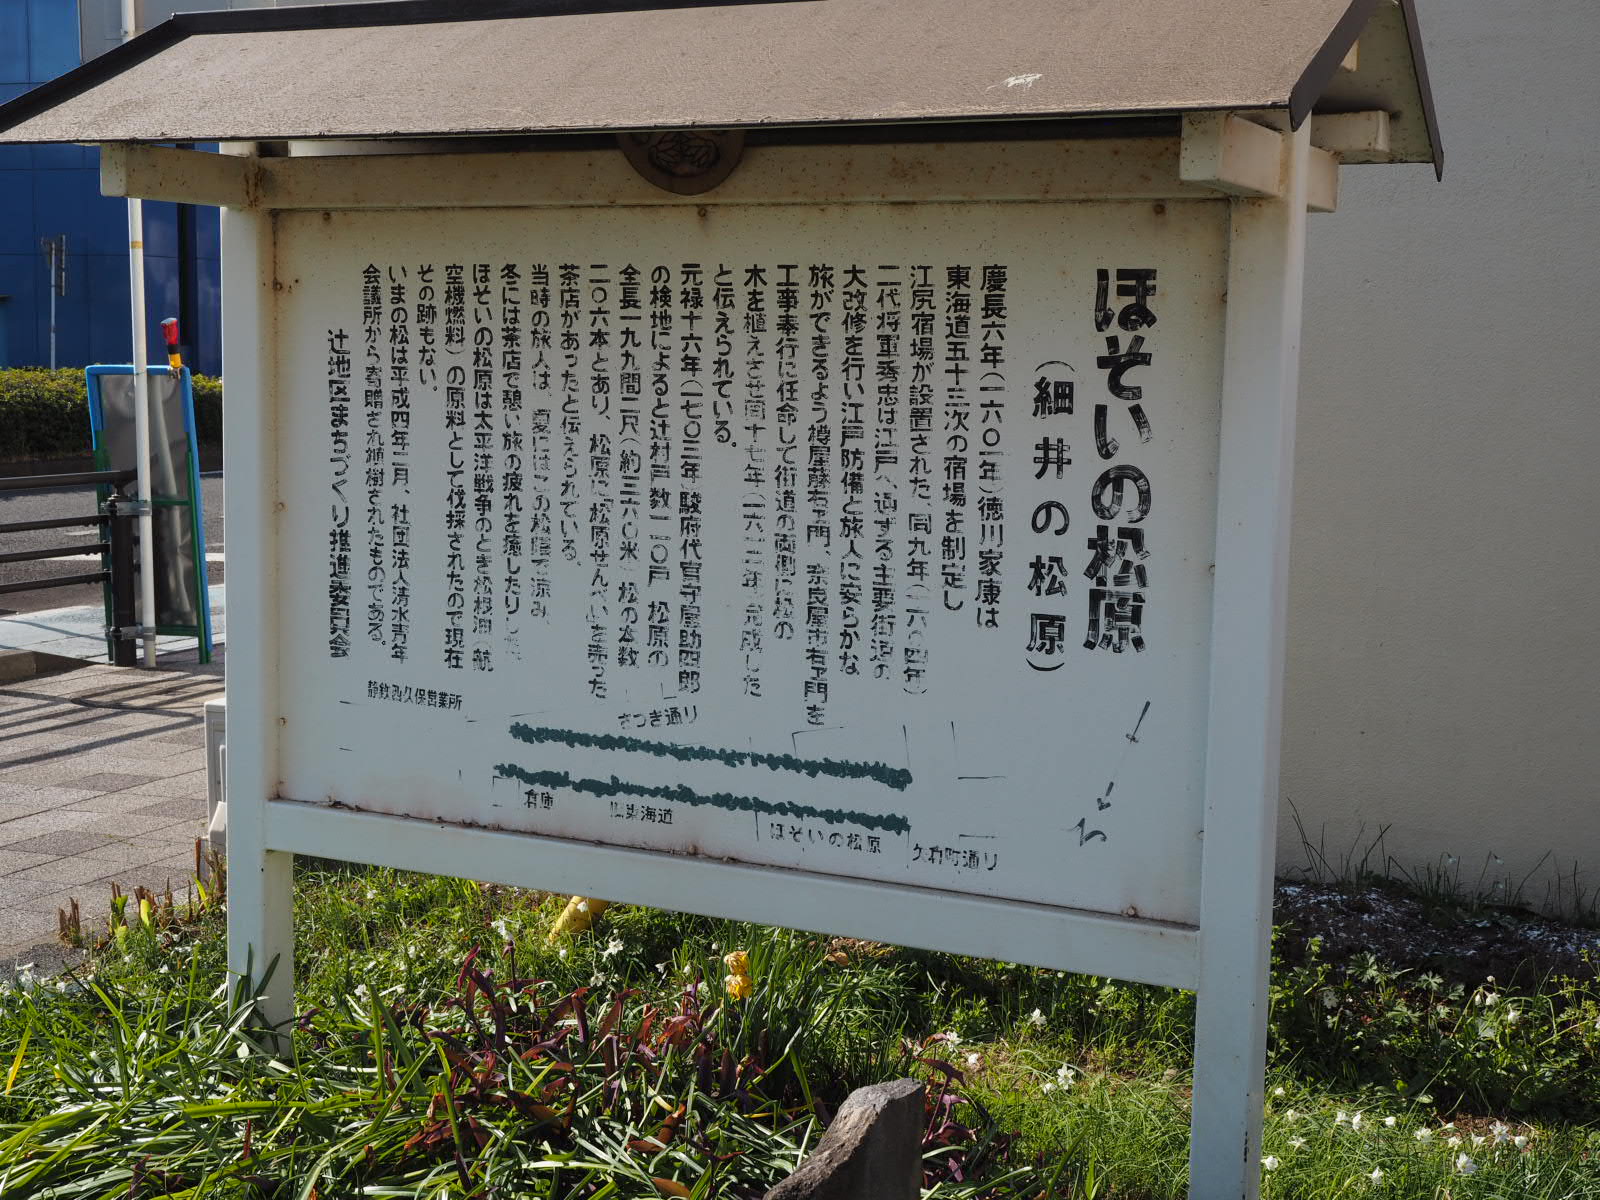 ほそいの松原
(細井の松原)
慶長六年(一六〇一年)徳川家康は
東海道五十三次の宿場を制定し
江尻宿場が設置された、同九年(一六〇四年)
二代将軍秀忠は江戸へ通ずる主要街道の
大改修を行い江戸防備と旅人に安らかな
旅ができるよう樽屋藤右ヱ門、奈良屋市右ヱ門を
工事奉行に任命して街道の両側に松の
木を植えさせ同十七年(一六一二年)完成した
と伝えられている。
元禄十六年(一七〇三年)駿府代官守屋助四郎
の検地によると辻村戸数一一〇戸 松原の
全長一九九間二尺(約三六〇米)松の本数
二〇六本とあり、松原に「松原せんべい」を売った
茶店があったと伝えられている。
当時の旅人は、夏にはこの松陰で涼み、
冬には茶店で憩い旅の疲れを癒したりした
ほそいの松原は太平洋戦争のとき松根油(航
空機燃料)の原料として伐採されたので現在
その跡もない。
いまの松は平成四年二月、社団法人清水青年
会議所から寄贈され植樹されたものである。
辻地区まちづくり推進委員会
静鉄西久保営業所
さつき通り
倉庫
旧東海道
ほそいの松原
矢倉町通り